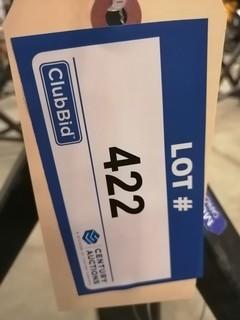 LOT #
422
ClubBid
CENTURY
AUCTIONS